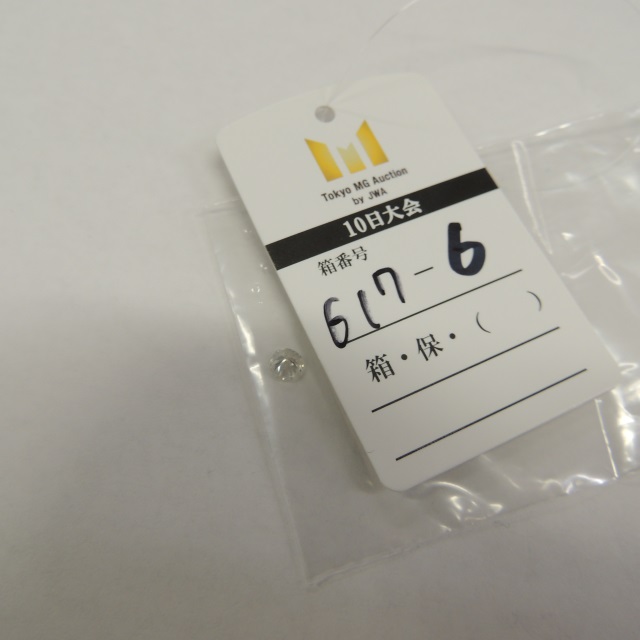 Tokyo MG Auction
by JWA
10日大会
箱番号
617-6
箱・保・(　)